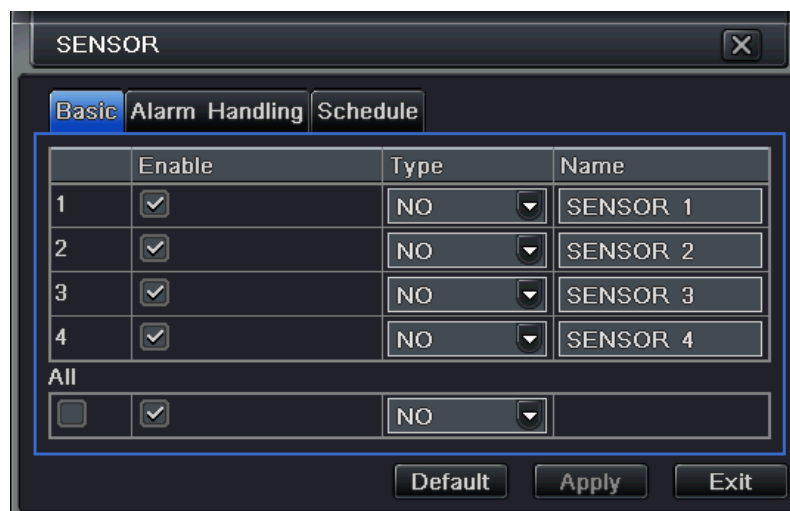 SENSOR
Basic Alarm Handling Schedule
Enable Type Name
1 NO SENSOR 1
2 NO SENSOR 2
3 NO SENSOR 3
4 NO SENSOR 4
All
NO
Default Apply Exit